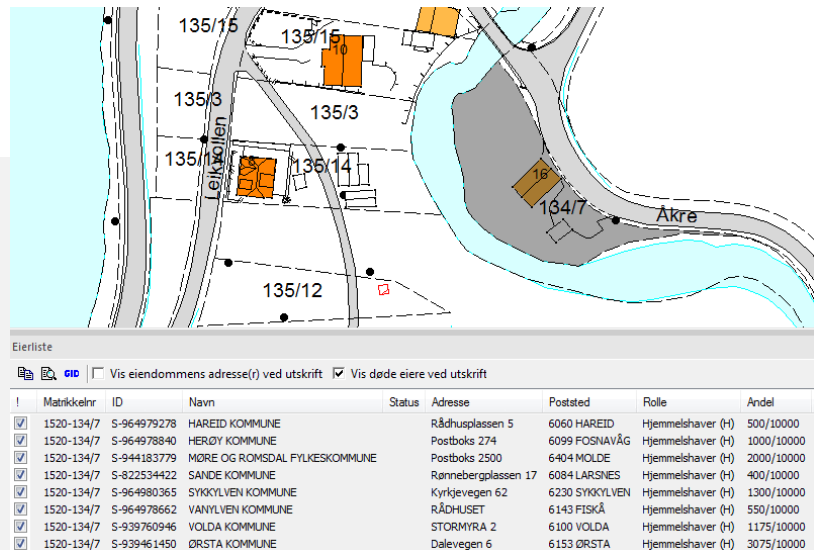 135/15
135/15
10
135/3
135/3
Leikvollen
8
135/14
16
134/7
Åkre
135/12
Eierliste
GID Vis eiendommens adresse(r) ved utskrift Vis døde eiere ved utskrift
! Matrikkelnr ID Navn Status Adresse Poststed Rolle Andel
1520-134/7 S-964979278 HAREID KOMMUNE Rådhusplassen 5 6060 HAREID Hjemmelshaver (H) 500/10000
1520-134/7 S-964978840 HERØY KOMMUNE Postboks 274 6099 FOSNAVÅG Hjemmelshaver (H) 1000/10000
1520-134/7 S-944183779 MØRE OG ROMSDAL FYLKESKOMMUNE Postboks 2500 6404 MOLDE Hjemmelshaver (H) 2000/10000
1520-134/7 S-822534422 SANDE KOMMUNE Rønnebergplassen 17 6084 LARSNES Hjemmelshaver (H) 400/10000
1520-134/7 S-964980365 SYKKYLVEN KOMMUNE Kyrkjevegen 62 6230 SYKKYLVEN Hjemmelshaver (H) 1300/10000
1520-134/7 S-964978662 VANYLVEN KOMMUNE RÅDHUSET 6143 FISKÅ Hjemmelshaver (H) 550/10000
1520-134/7 S-939760946 VOLDA KOMMUNE STORMYRA 2 6100 VOLDA Hjemmelshaver (H) 1175/10000
1520-134/7 S-939461450 ØRSTA KOMMUNE Dalevegen 6 6153 ØRSTA Hjemmelshaver (H) 3075/10000